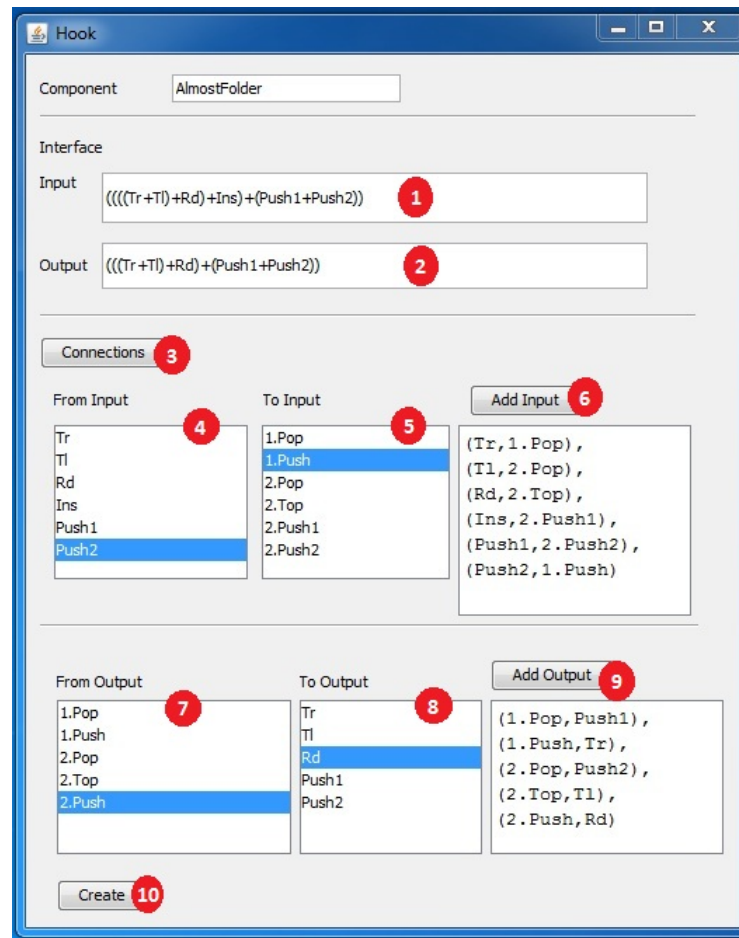 Hook
Component AlmostFolder
Interface
Input ((((Tr+Tl)+Rd)+Ins)+(Push1+Push2)) 1
Output (((Tr+Tl)+Rd)+(Push1+Push2)) 2
Connections 3
From Input 4
Tr
Tl
Rd
Ins
Push1
Push2
To Input 5
1.Pop
1.Push
2.Pop
2.Top
2.Push1
2.Push2
Add Input 6
(Tr,1.Pop),
(Tl,2.Pop),
(Rd,2.Top),
(Ins,2.Push1),
(Push1,2.Push2),
(Push2,1.Push)
From Output 7
1.Pop
1.Push
2.Pop
2.Top
2.Push
To Output 8
Tr
Tl
Rd
Push1
Push2
Add Output 9
(1.Pop,Push1),
(1.Push,Tr),
(2.Pop,Push2),
(2.Top,Tl),
(2.Push,Rd)
Create 10